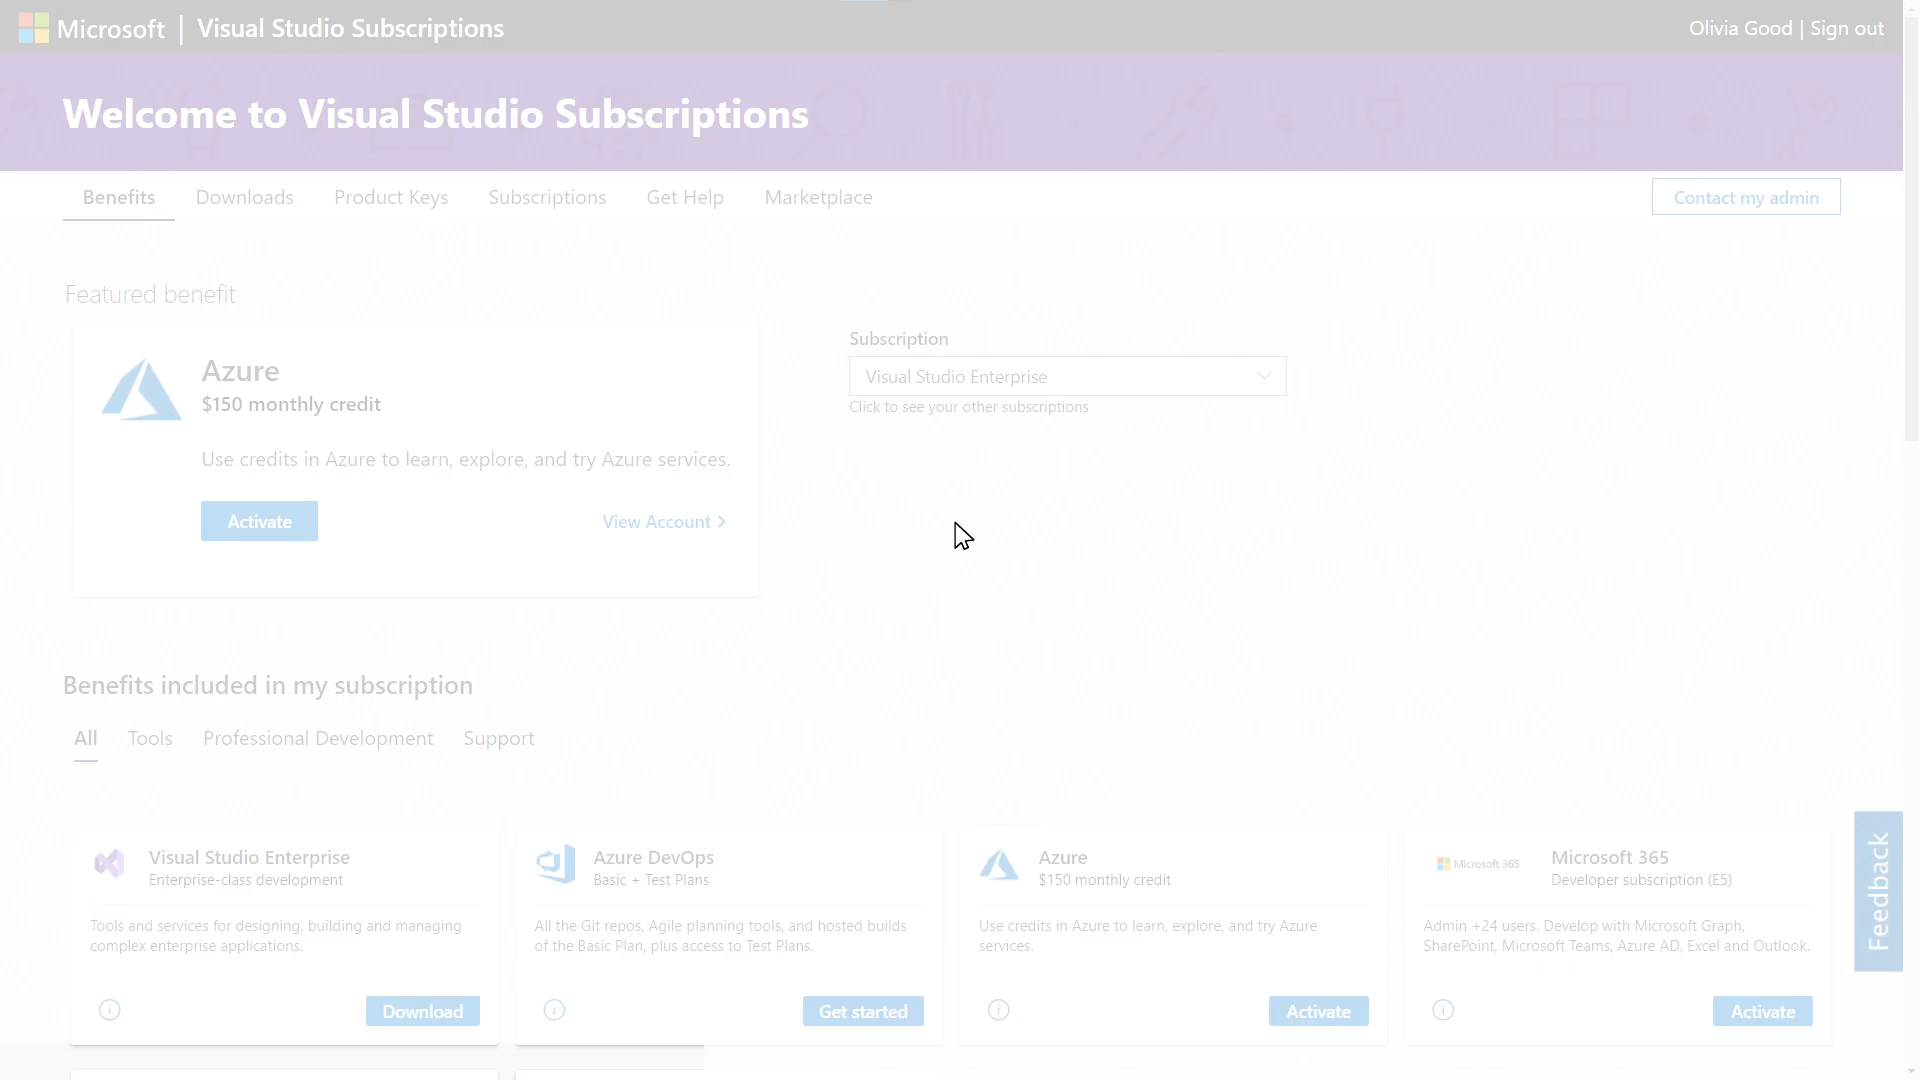 Microsoft | Visual Studio Subscriptions
Olivia Good | Sign out
Welcome to Visual Studio Subscriptions
Benefits
Downloads
Product Keys
Subscriptions
Get Help
Marketplace
Contact my admin
Featured benefit
Azure
$150 monthly credit
Use credits in Azure to learn, explore, and try Azure services.
Activate
View Account >
Subscription
Visual Studio Enterprise
Click to see your other subscriptions
Benefits included in my subscription
All
Tools
Professional Development
Support
Visual Studio Enterprise
Enterprise-class development
Tools and services for designing, building and managing
complex enterprise applications.
Download
Azure DevOps
Basic + Test Plans
All the Git repos, Agile planning tools, and hosted builds
of the Basic Plan, plus access to Test Plans.
Get started
Azure
$150 monthly credit
Use credits in Azure to learn, explore, and try Azure
services.
Activate
Microsoft 365
Microsoft 365
Developer subscription (E5)
Admin +24 users. Develop with Microsoft Graph,
SharePoint, Microsoft Teams, Azure AD, Excel and Outlook.
Activate
Feedback